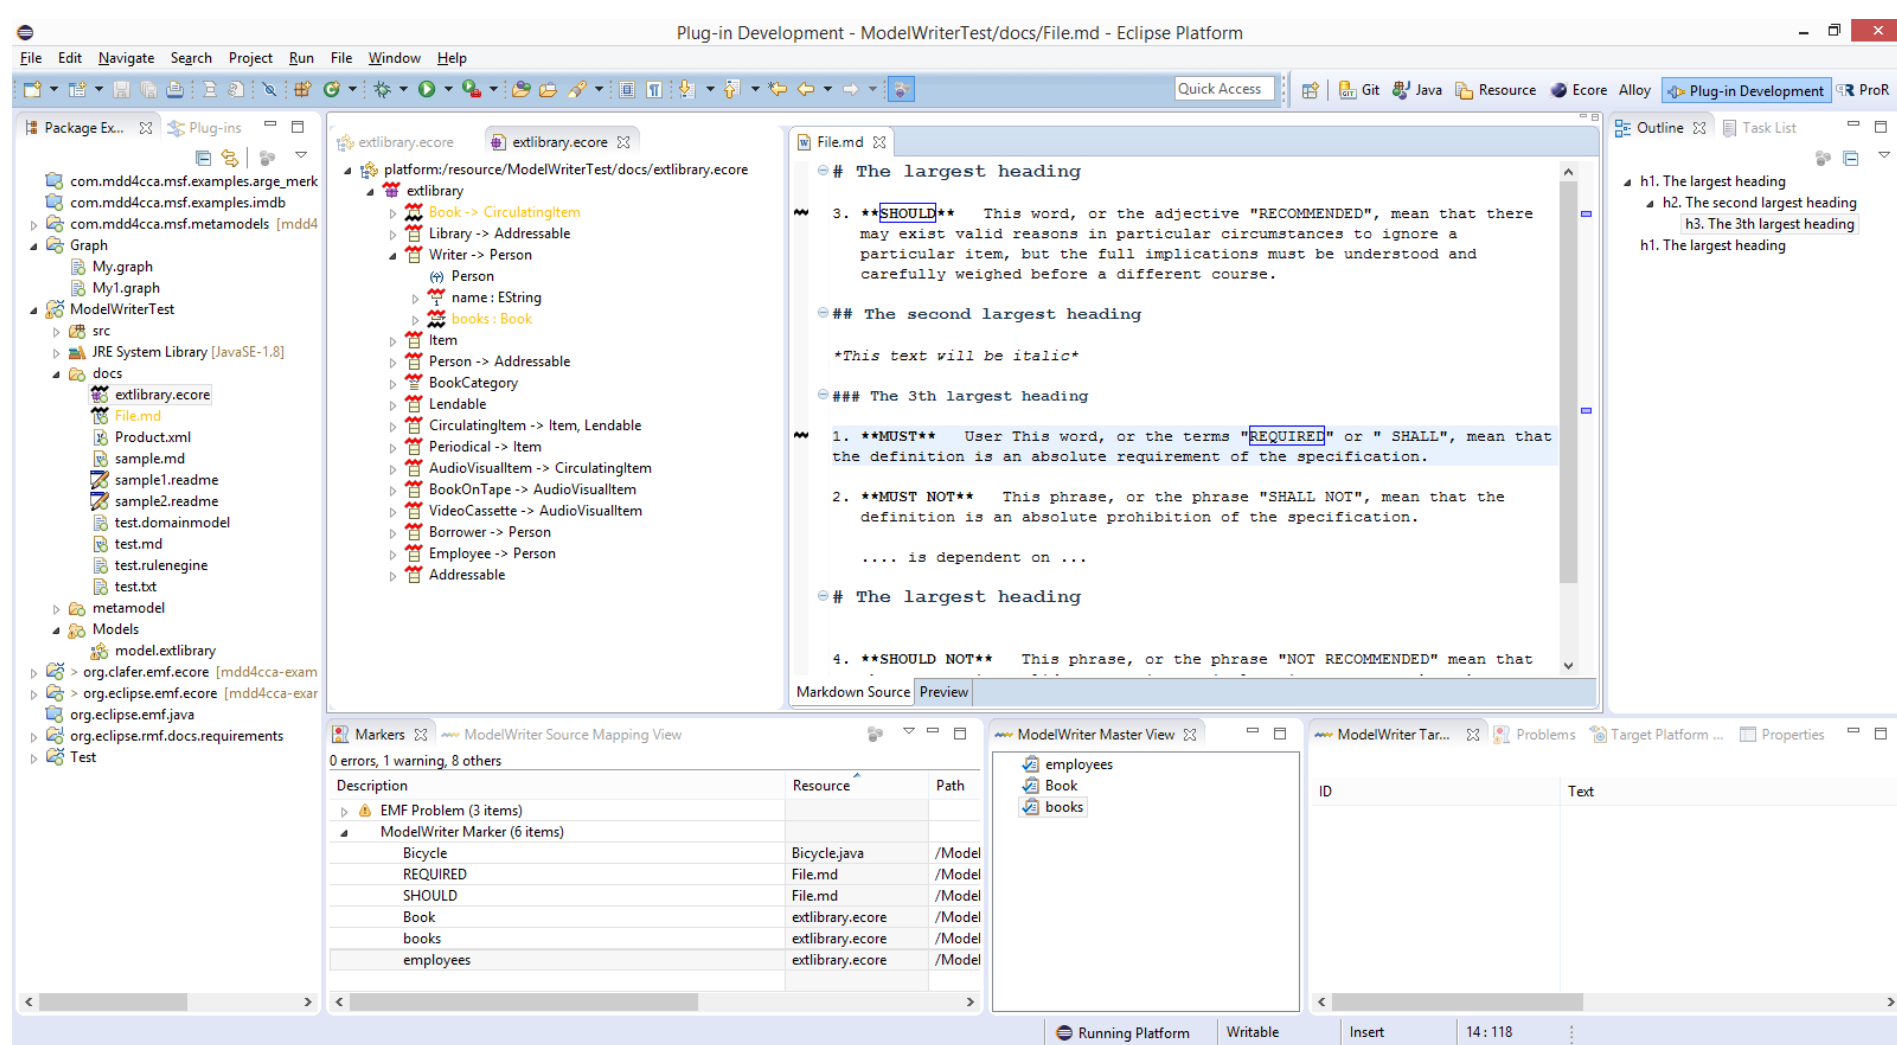 Plug-in Development - ModelWriterTest/docs/File.md - Eclipse Platform
File Edit Navigate Search Project Run File Window Help
Quick Access Git Java Resource Ecore Alloy Plug-in Development ProR
Package Ex... Plug-ins
com.mdd4cca.msf.examples.arge_merk
com.mdd4cca.msf.examples.imdb
com.mdd4cca.msf.metamodels [mdd4
Graph
My.graph
My1.graph
ModelWriterTest
src
JRE System Library [JavaSE-1.8]
docs
extlibrary.ecore
File.md
Product.xml
sample.md
sample1.readme
sample2.readme
test.domainmodel
test.md
test.rulenegine
test.txt
metamodel
Models
model.extlibrary
> org.clafer.emf.ecore [mdd4cca-exam
> org.eclipse.emf.ecore [mdd4cca-exar
org.eclipse.emf.java
org.eclipse.rmf.docs.requirements
Test
extlibrary.ecore extlibrary.ecore
platform:/resource/ModelWriterTest/docs/extlibrary.ecore
extlibrary
Book -> CirculatingItem
Library -> Addressable
Writer -> Person
Person
name : EString
books : Book
Item
Person -> Addressable
BookCategory
Lendable
CirculatingItem -> Item, Lendable
Periodical -> Item
AudioVisualItem -> CirculatingItem
BookOnTape -> AudioVisualItem
VideoCassette -> AudioVisualItem
Borrower -> Person
Employee -> Person
Addressable
File.md
# The largest heading
3. **SHOULD** This word, or the adjective "RECOMMENDED", mean that there
may exist valid reasons in particular circumstances to ignore a
particular item, but the full implications must be understood and
carefully weighed before a different course.
## The second largest heading
*This text will be italic*
### The 3th largest heading
1. **MUST** User This word, or the terms "REQUIRED" or " SHALL", mean that
the definition is an absolute requirement of the specification.
2. **MUST NOT** This phrase, or the phrase "SHALL NOT", mean that the
definition is an absolute prohibition of the specification.
.... is dependent on ...
# The largest heading
4. **SHOULD NOT** This phrase, or the phrase "NOT RECOMMENDED" mean that
Markdown Source Preview
Outline Task List
h1. The largest heading
h2. The second largest heading
h3. The 3th largest heading
h1. The largest heading
Markers ModelWriter Source Mapping View
0 errors, 1 warning, 8 others
Description Resource Path
EMF Problem (3 items)
ModelWriter Marker (6 items)
Bicycle Bicycle.java /Model
REQUIRED File.md /Model
SHOULD File.md /Model
Book extlibrary.ecore /Model
books extlibrary.ecore /Model
employees extlibrary.ecore /Model
ModelWriter Master View
employees
Book
books
ModelWriter Tar... Problems Target Platform ... Properties
ID Text
Running Platform Writable Insert 14 : 118